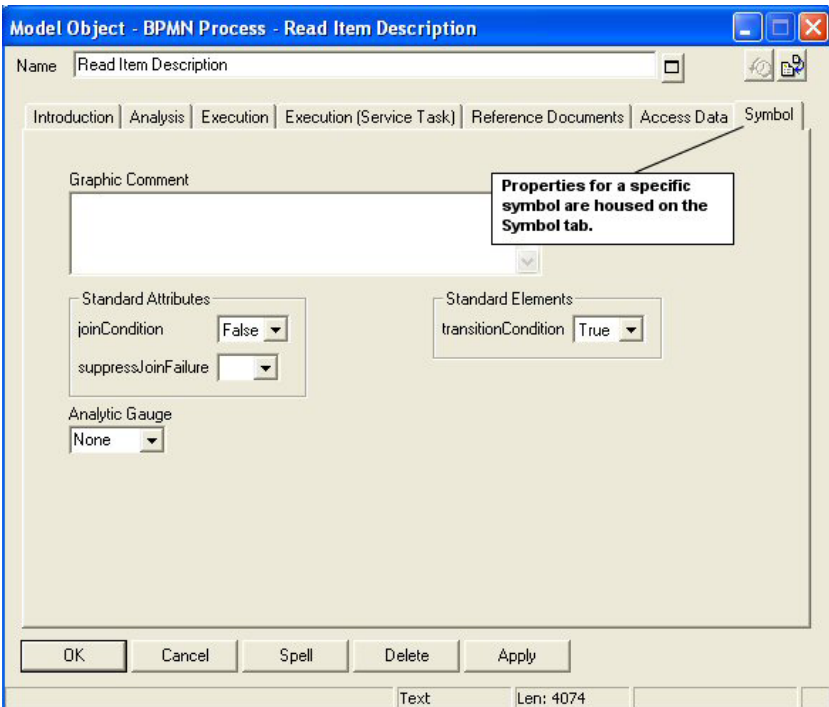 Model Object - BPMN Process - Read Item Description
Name Read Item Description
Introduction Analysis Execution Execution (Service Task) Reference Documents Access Data Symbol
Graphic Comment
Properties for a specific
symbol are housed on the
Symbol tab.
Standard Attributes Standard Elements
joinCondition False transitionCondition True
suppressJoinFailure
Analytic Gauge
None
OK Cancel Spell Delete Apply
Text Len: 4074